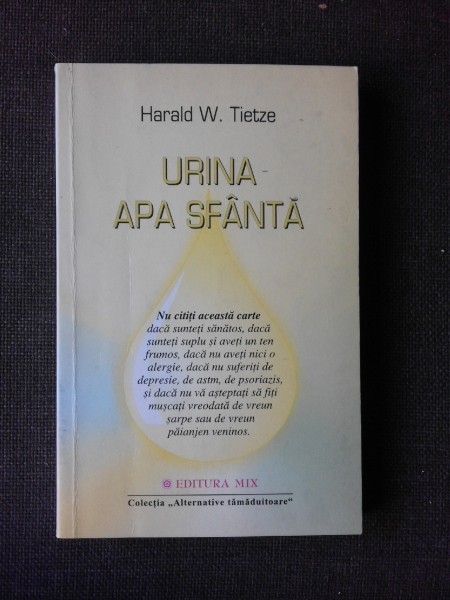 Harald W. Tietze
URINA
APA SFÂNTĂ
Nu citiți această carte
dacă sunteți sănătos, dacă
sunteți suplu și aveți un ten
frumos, dacă nu aveți nici o
alergie, dacă nu suferiți de
depresie, de astm, de psoriazis,
și dacă nu vă așteptați să fiți
mușcați vreodată de vreun
șarpe sau de vreun
păianjen veninos.
EDITURA MIX
Colecția „Alternative tămăduitoare"